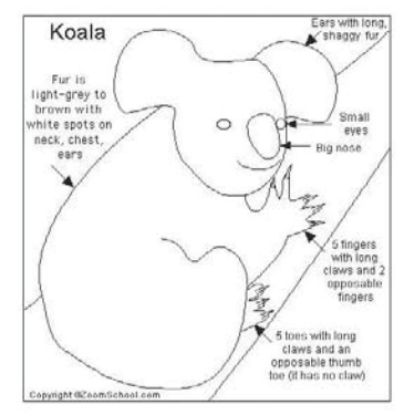 Koala
Ears with long,
shaggy fur
Fur is
light-grey to
brown with
white spots on
neck, chest,
ears
Small
eyes
Big nose
5 fingers
with long
claws and 2
opposable
fingers
5 toes with long
claws and an
opposable thumb
toe (it has no claw)
Copyright ©ZoomSchool.com